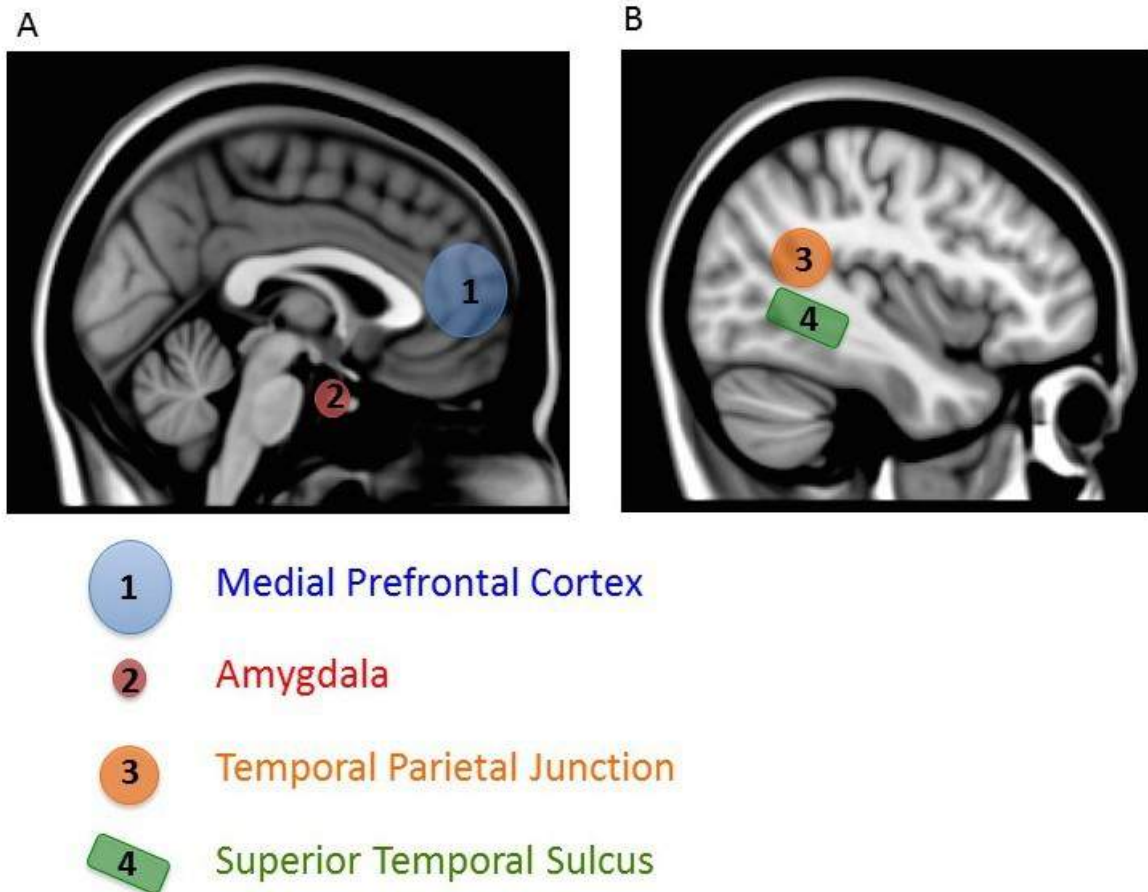 A
B
1
2
3
4
1 Medial Prefrontal Cortex
2 Amygdala
3 Temporal Parietal Junction
4 Superior Temporal Sulcus